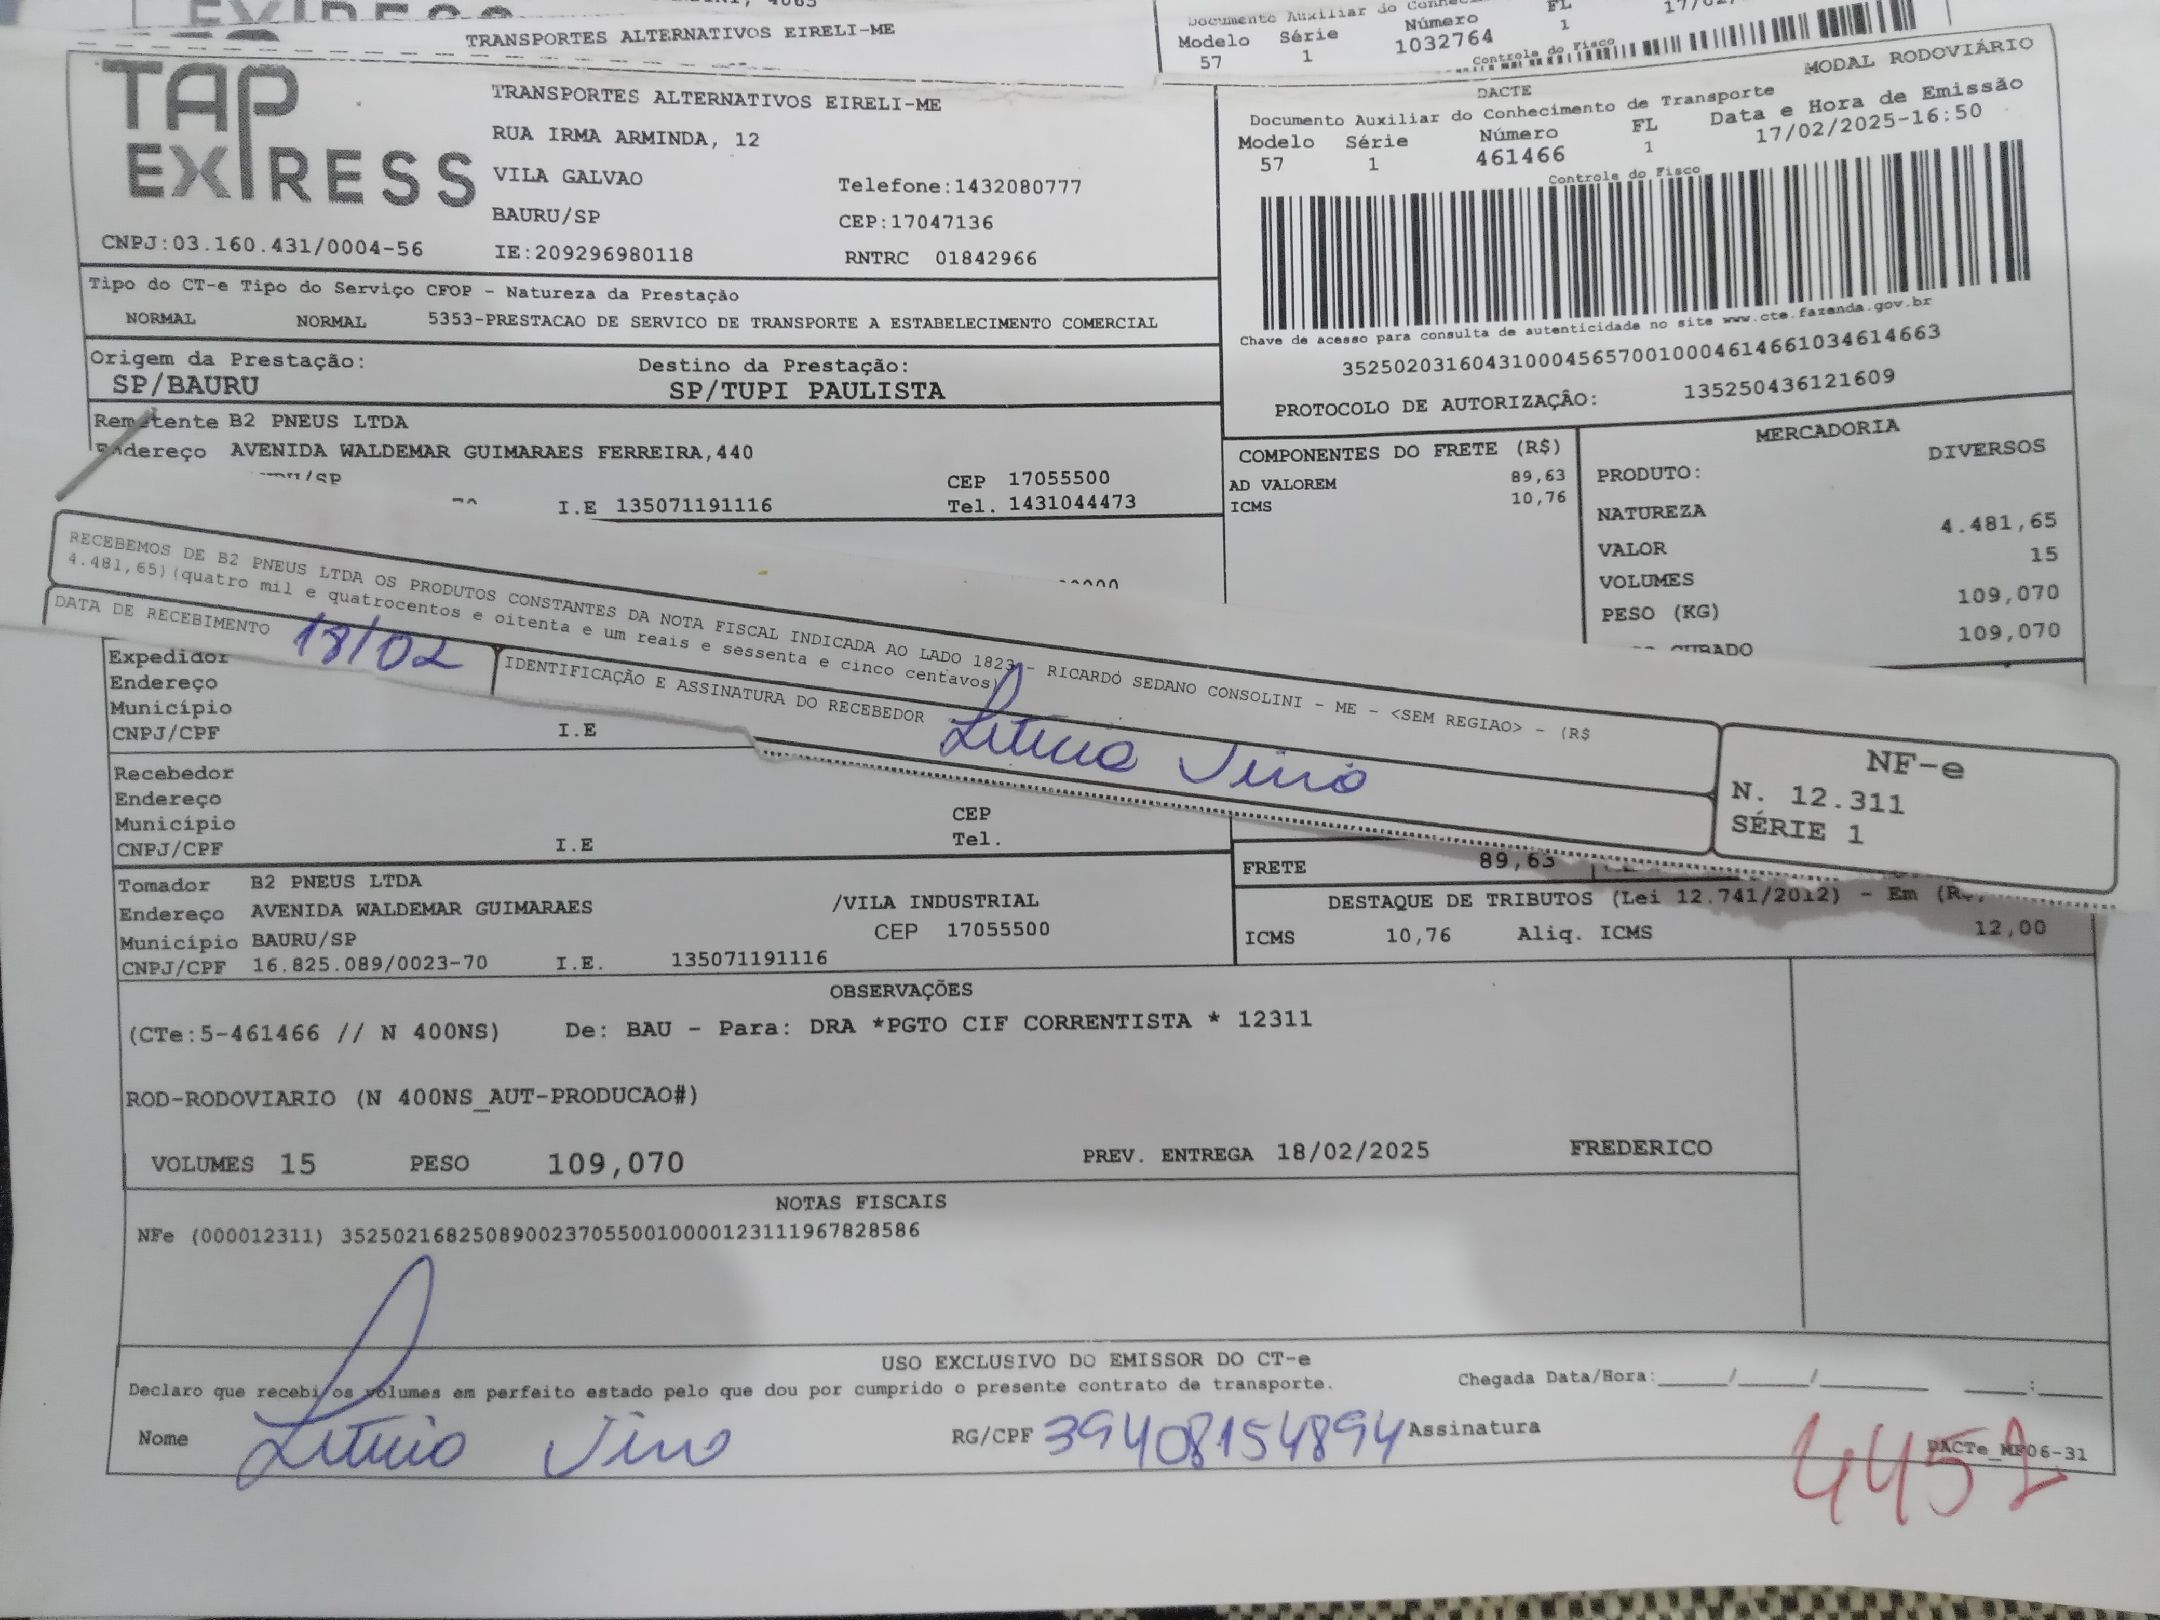 TRANSPORTES ALTERNATIVOS EIRELI-ME
Modelo Série Número FL
57 1 1032764 1
Controle do Fisco
TAP
EXPRESS
CNPJ:03.160.431/0004-56
TRANSPORTES ALTERNATIVOS EIRELI-ME
RUA IRMA ARMINDA, 12
VILA GALVAO Telefone:1432080777
BAURU/SP CEP:17047136
IE:209296980118 RNTRC 01842966
DACTE MODAL RODOVIÁRIO
Documento Auxiliar do Conhecimento de Transporte
Modelo Série Número FL Data e Hora de Emissão
57 1 461466 1 17/02/2025-16:50
Controle do Fisco
Chave de acesso para consulta de autenticidade no site www.cte.fazenda.gov.br
35250203160431000456570010004614661034614663
PROTOCOLO DE AUTORIZAÇÃO: 135250436121609
Tipo do CT-e Tipo do Serviço CFOP - Natureza da Prestação
NORMAL NORMAL 5353-PRESTACAO DE SERVICO DE TRANSPORTE A ESTABELECIMENTO COMERCIAL
Origem da Prestação: Destino da Prestação:
SP/BAURU SP/TUPI PAULISTA
Remetente B2 PNEUS LTDA
Endereço AVENIDA WALDEMAR GUIMARAES FERREIRA,440
CEP 17055500
I.E 135071191116 Tel. 1431044473
COMPONENTES DO FRETE (R$)
AD VALOREM 89,63
ICMS 10,76
MERCADORIA
PRODUTO: DIVERSOS
NATUREZA
VALOR 4.481,65
VOLUMES 15
PESO (KG) 109,070
109,070
RECEBEMOS DE B2 PNEUS LTDA OS PRODUTOS CONSTANTES DA NOTA FISCAL INDICADA AO LADO 1823 - RICARDO SEDANO CONSOLINI - ME - <SEM REGIAO> - (R$
4.481,65)(quatro mil e quatrocentos e oitenta e um reais e sessenta e cinco centavos)
DATA DE RECEBIMENTO 18/02
IDENTIFICAÇÃO E ASSINATURA DO RECEBEDOR
NF-e
N. 12.311
SÉRIE 1
Expedidor
Endereço
Município
CNPJ/CPF I.E
Recebedor
Endereço
Município CEP
CNPJ/CPF I.E Tel.
FRETE 89,63
Tomador B2 PNEUS LTDA
Endereço AVENIDA WALDEMAR GUIMARAES /VILA INDUSTRIAL
Município BAURU/SP CEP 17055500
CNPJ/CPF 16.825.089/0023-70 I.E. 135071191116
DESTAQUE DE TRIBUTOS (Lei 12.741/2012) - Em
ICMS 10,76 Aliq. ICMS 12,00
OBSERVAÇÕES
(CTe:5-461466 // N 400NS) De: BAU - Para: DRA *PGTO CIF CORRENTISTA * 12311
ROD-RODOVIARIO (N 400NS_AUT-PRODUCAO#)
VOLUMES 15 PESO 109,070 PREV. ENTREGA 18/02/2025 FREDERICO
NOTAS FISCAIS
NFe (000012311) 35250216825089002370550010000123111967828586
USO EXCLUSIVO DO EMISSOR DO CT-e
Declaro que recebi os volumes em perfeito estado pelo que dou por cumprido o presente contrato de transporte. Chegada Data/Hora:_____/_____/_________ _____:_____
Nome RG/CPF 39408154894 Assinatura